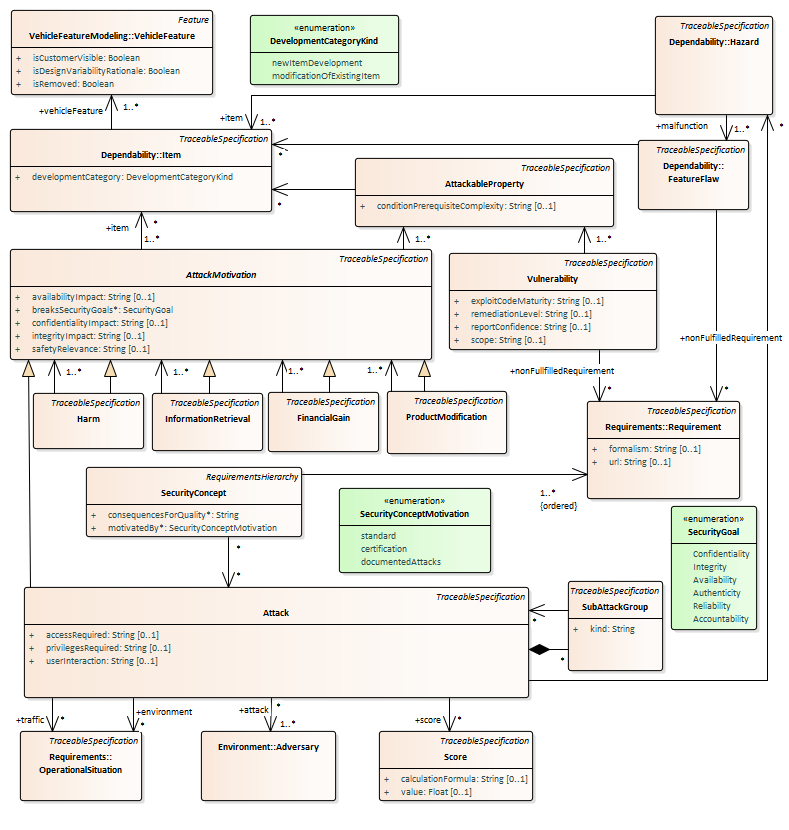 Feature
VehicleFeatureModeling::VehicleFeature
+ isCustomerVisible: Boolean
+ isDesignVariabilityRationale: Boolean
+ isRemoved: Boolean
«enumeration»
DevelopmentCategoryKind
newItemDevelopment
modificationOfExistingItem
TraceableSpecification
Dependability::Hazard
+vehicleFeature
1..*
+item
1..*
+malfunction
1..*
*
TraceableSpecification
Dependability::Item
+ developmentCategory: DevelopmentCategoryKind
*
*
TraceableSpecification
Dependability::
FeatureFlaw
TraceableSpecification
AttackableProperty
+ conditionPrerequisiteComplexity: String [0..1]
+item
*
1..*
1..*
1..*
TraceableSpecification
AttackMotivation
+ availabilityImpact: String [0..1]
+ breaksSecurityGoals*: SecurityGoal
+ confidentialityImpact: String [0..1]
+ integrityImpact: String [0..1]
+ safetyRelevance: String [0..1]
TraceableSpecification
Vulnerability
+ exploitCodeMaturity: String [0..1]
+ remediationLevel: String [0..1]
+ reportConfidence: String [0..1]
+ scope: String [0..1]
+nonFulfilledRequirement
*
+nonFullfilledRequirement
*
1..*
1..*
1..*
1..*
TraceableSpecification
Harm
TraceableSpecification
InformationRetrieval
TraceableSpecification
FinancialGain
TraceableSpecification
ProductModification
TraceableSpecification
Requirements::Requirement
+ formalism: String [0..1]
+ url: String [0..1]
RequirementsHierarchy
SecurityConcept
+ consequencesForQuality*: String
+ motivatedBy*: SecurityConceptMotivation
1..*
{ordered}
«enumeration»
SecurityConceptMotivation
standard
certification
documentedAttacks
«enumeration»
SecurityGoal
Confidentiality
Integrity
Availability
Authenticity
Reliability
Accountability
*
*
TraceableSpecification
Attack
+ accessRequired: String [0..1]
+ privilegesRequired: String [0..1]
+ userInteraction: String [0..1]
TraceableSpecification
SubAttackGroup
+ kind: String
*
*
+traffic
*
+environment
*
+attack
1..*
+score
*
TraceableSpecification
Requirements::
OperationalSituation
Environment::Adversary
TraceableSpecification
Score
+ calculationFormula: String [0..1]
+ value: Float [0..1]